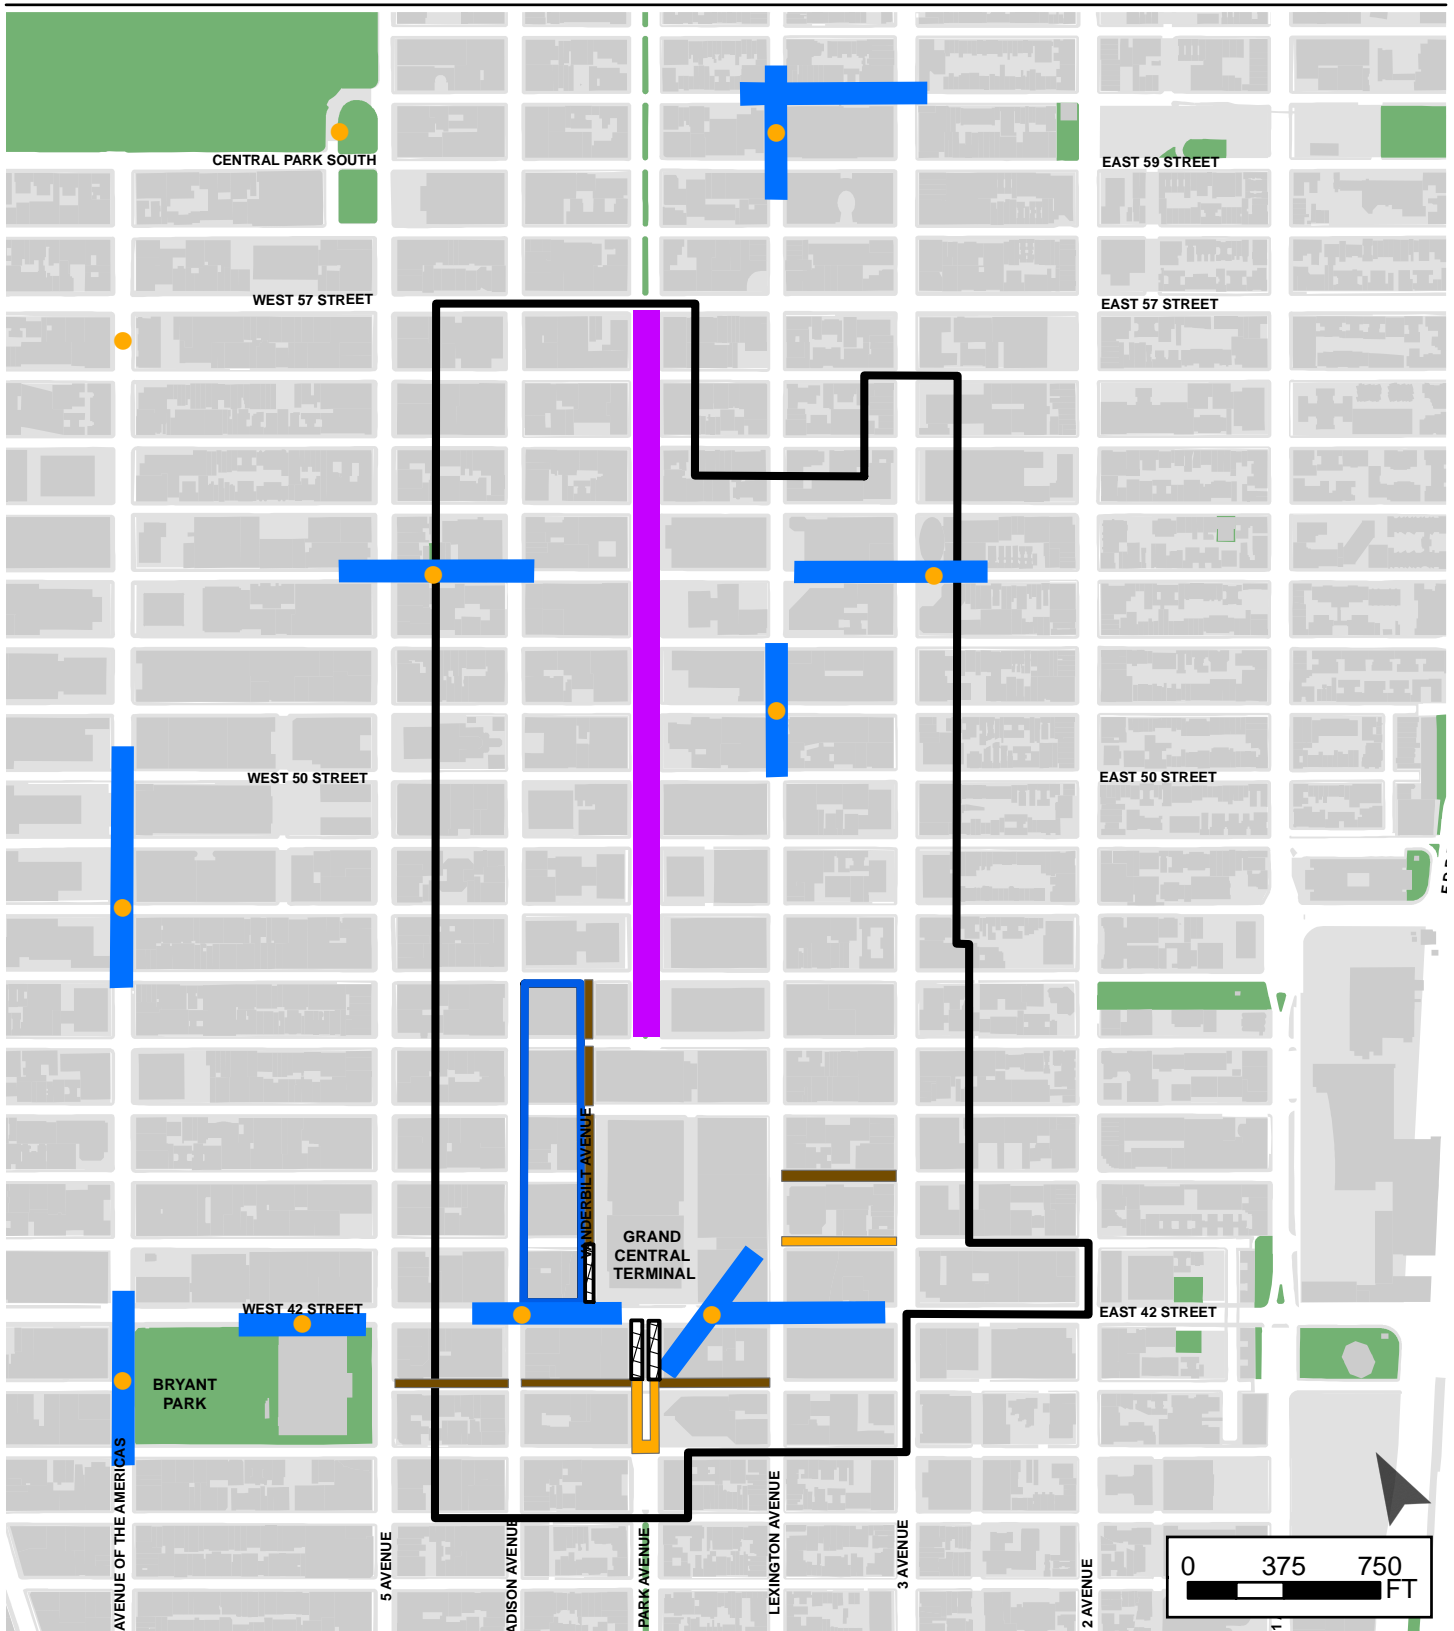 CENTRAL PARK SOUTH
EAST 59 STREET
WEST 57 STREET
EAST 57 STREET
WEST 50 STREET
EAST 50 STREET
VANDERBILT AVENUE
GRAND
CENTRAL
TERMINAL
WEST 42 STREET
EAST 42 STREET
BRYANT
PARK
AVENUE OF THE AMERICAS
5 AVENUE
ADISON AVENUE
PARK AVENUE
LEXINGTON AVENUE
3 AVENUE
2 AVENUE
0 375 750
FT